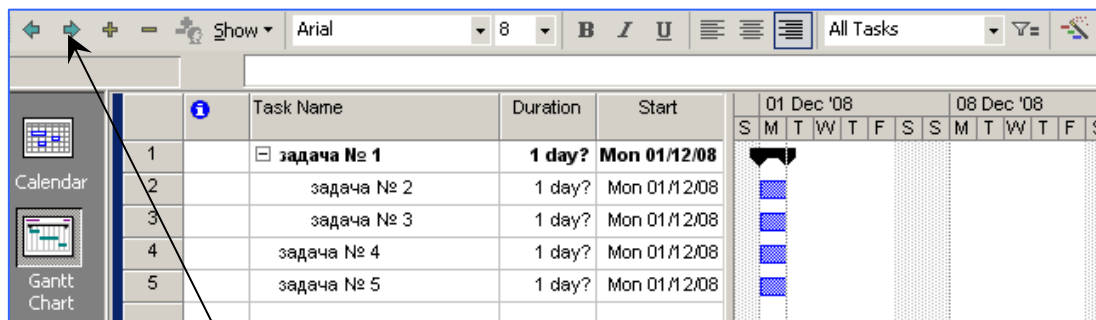 Show Arial 8 B I U All Tasks
Task Name Duration Start 01 Dec '08 08 Dec '08
S M T W T F S S M T W T F S
1 задача № 1 1 day? Mon 01/12/08
Calendar 2 задача № 2 1 day? Mon 01/12/08
3 задача № 3 1 day? Mon 01/12/08
4 задача № 4 1 day? Mon 01/12/08
Gantt 5 задача № 5 1 day? Mon 01/12/08
Chart